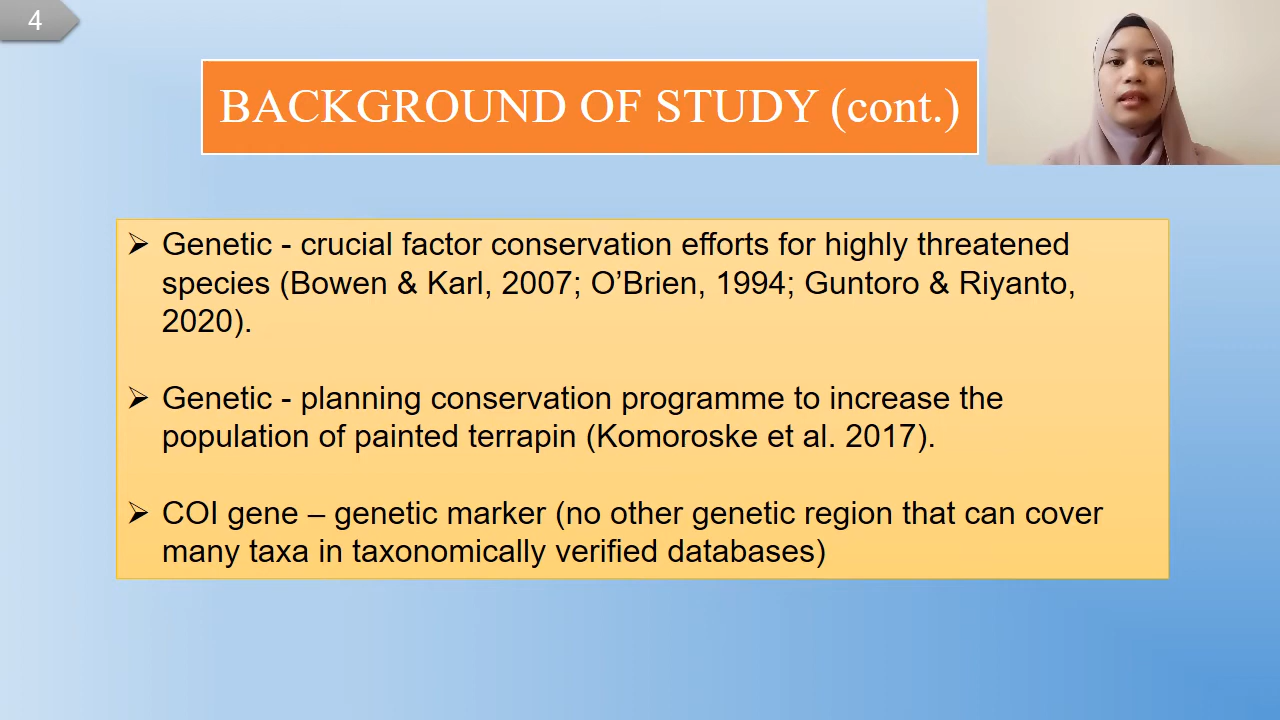 4
BACKGROUND OF STUDY (cont.)
➢ Genetic - crucial factor conservation efforts for highly threatened
species (Bowen & Karl, 2007; O’Brien, 1994; Guntoro & Riyanto,
2020).
➢ Genetic - planning conservation programme to increase the
population of painted terrapin (Komoroske et al. 2017).
➢ COI gene – genetic marker (no other genetic region that can cover
many taxa in taxonomically verified databases)